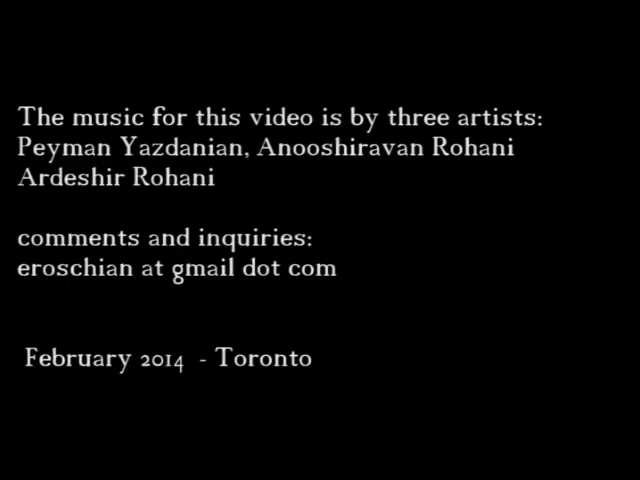 The music for this video is by three artists:
Peyman Yazdanian, Anooshiravan Rohani
Ardeshir Rohani
comments and inquiries:
eroschian at gmail dot com
February 2014 - Toronto